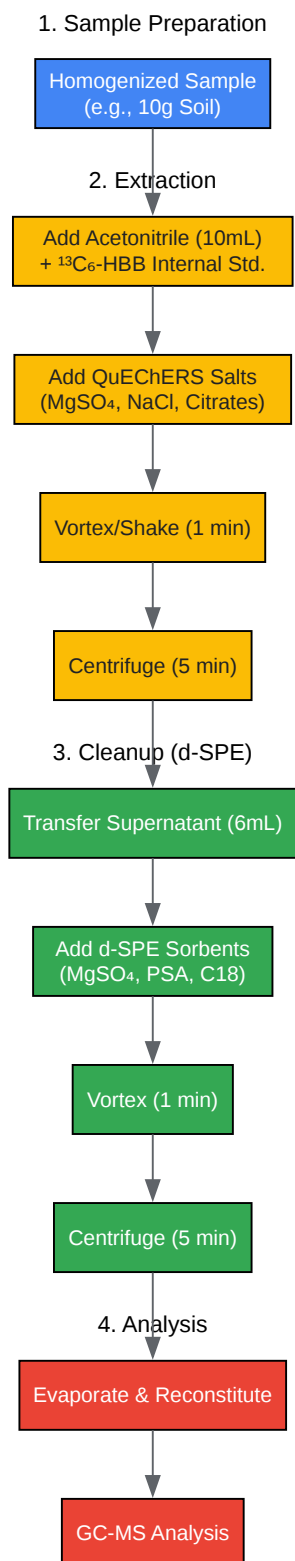 1. Sample Preparation
Homogenized Sample
(e.g., 10g Soil)
2. Extraction
Add Acetonitrile (10mL)
+ ¹³C₆-HBB Internal Std.
Add QuEChERS Salts
(MgSO₄, NaCl, Citrates)
Vortex/Shake (1 min)
Centrifuge (5 min)
3. Cleanup (d-SPE)
Transfer Supernatant (6mL)
Add d-SPE Sorbents
(MgSO₄, PSA, C18)
Vortex (1 min)
Centrifuge (5 min)
4. Analysis
Evaporate & Reconstitute
GC-MS Analysis